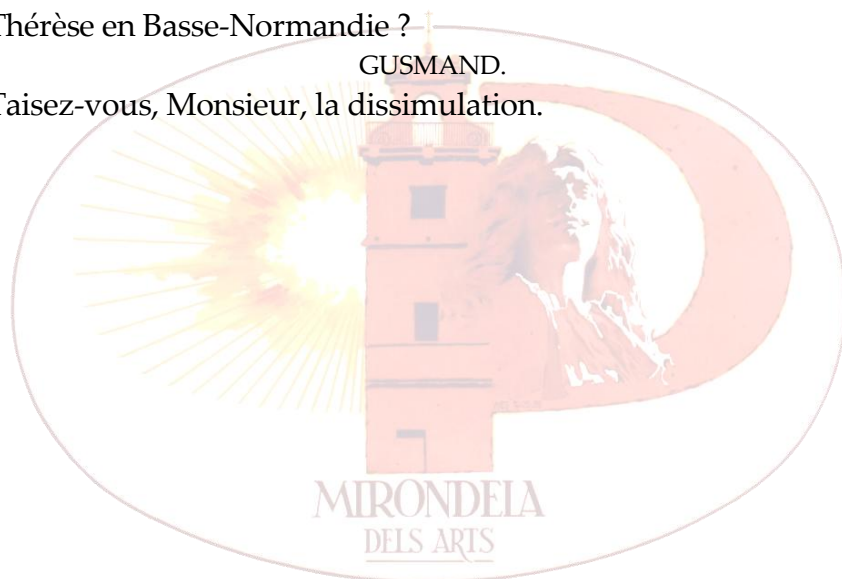 Thérèse en Basse-Normandie ?
GUSMAND.
Taisez-vous, Monsieur, la dissimulation.
MIRONDELA
DELS ARTS